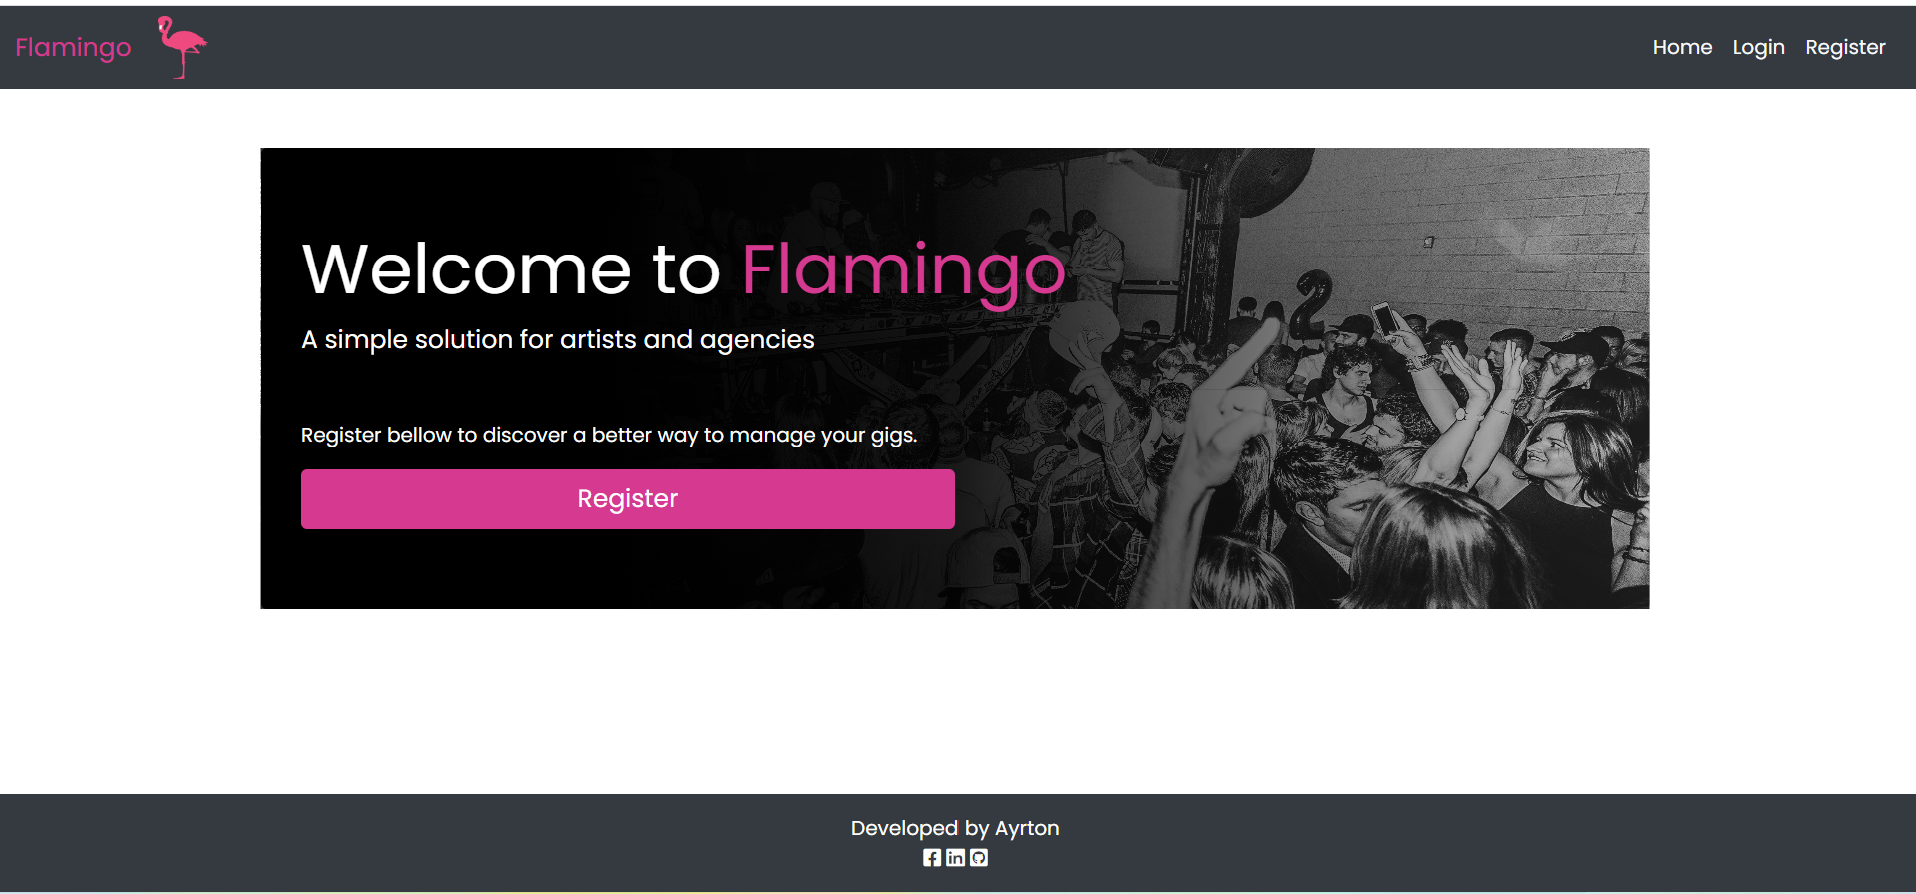 Flamingo
Home Login Register
Welcome to Flamingo
A simple solution for artists and agencies
Register bellow to discover a better way to manage your gigs.
Register
Developed by Ayrton